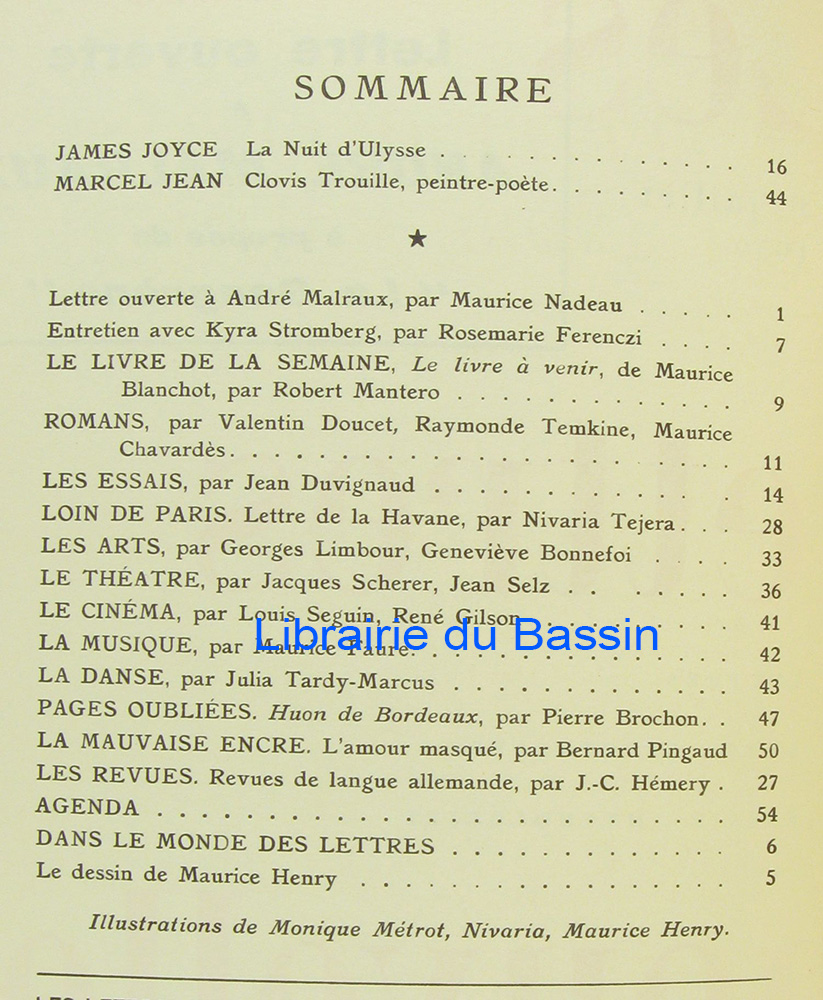 SOMMAIRE
JAMES JOYCE La Nuit d'Ulysse . . . . . . . . . . . . . 16
MARCEL JEAN Clovis Trouille, peintre-poète. . . . . . . . . 44
★
Lettre ouverte à André Malraux, par Maurice Nadeau . . . . . 1
Entretien avec Kyra Stromberg, par Rosemarie Ferenczi . . . . 7
LE LIVRE DE LA SEMAINE, Le livre à venir, de Maurice
Blanchot, par Robert Mantero . . . . . . . . . . . . . 9
ROMANS, par Valentin Doucet, Raymonde Temkine, Maurice
Chavardès. . . . . . . . . . . . . . . . . . . . . . 11
LES ESSAIS, par Jean Duvignaud . . . . . . . . . . . . . 14
LOIN DE PARIS. Lettre de la Havane, par Nivaria Tejera. . . 28
LES ARTS, par Georges Limbour, Geneviève Bonnefoi . . . . 33
LE THÉATRE, par Jacques Scherer, Jean Selz . . . . . . . 36
LE CINÉMA, par Louis Seguin, René Gilson . . . . . . . . . 41
Librairie du Bassin
LA MUSIQUE, par Maurice Faure. . . . . . . . . . . . . . 42
LA DANSE, par Julia Tardy-Marcus . . . . . . . . . . . . 43
PAGES OUBLIÉES. Huon de Bordeaux, par Pierre Brochon. . 47
LA MAUVAISE ENCRE. L'amour masqué, par Bernard Pingaud 50
LES REVUES. Revues de langue allemande, par J.-C. Hémery . 27
AGENDA . . . . . . . . . . . . . . . . . . . . . . . . 54
DANS LE MONDE DES LETTRES . . . . . . . . . . . . 6
Le dessin de Maurice Henry . . . . . . . . . . . . . . . . 5
Illustrations de Monique Métrot, Nivaria, Maurice Henry.